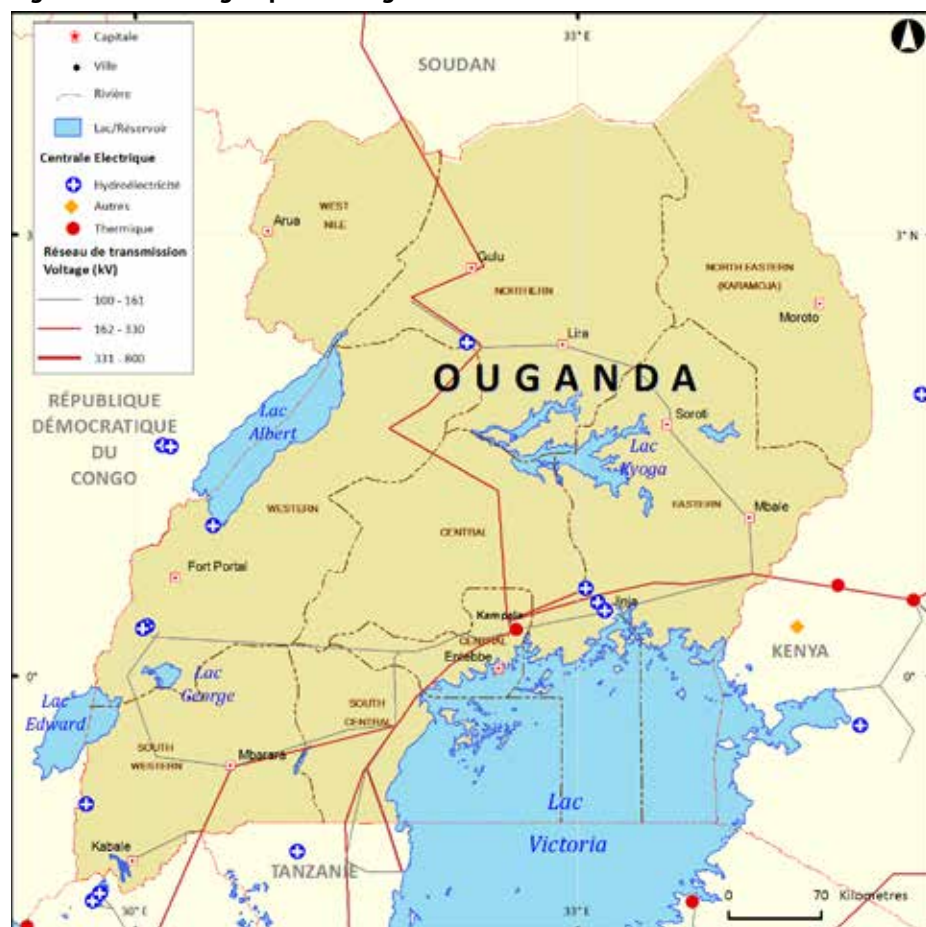 Capitale
Ville
Rivière
Lac/Réservoir
Centrale Electrique
Hydroélectricité
Autres
Thermique
Réseau de transmission
Voltage (kV)
100 - 161
162 - 330
331 - 800
33° E
SOUDAN
WEST
NILE
Arua
3° N
Gulu
NORTHERN
NORTH EASTERN
(KARAMOJA)
Moroto
Lira
OUGANDA
RÉPUBLIQUE
DÉMOCRATIQUE
DU
CONGO
Lac
Albert
Soroti
Lac
Kyoga
WESTERN
EASTERN
Mbale
CENTRAL
Fort Portal
Kampala
Jinja
CENTRAL
Entebbe
KENYA
0°
0°
Lac
George
Lac
Edward
SOUTH
CENTRAL
SOUTH
WESTERN
Mbarara
Lac
Victoria
Kabale
TANZANIE
0 70 Kilometres
30° E
33° E